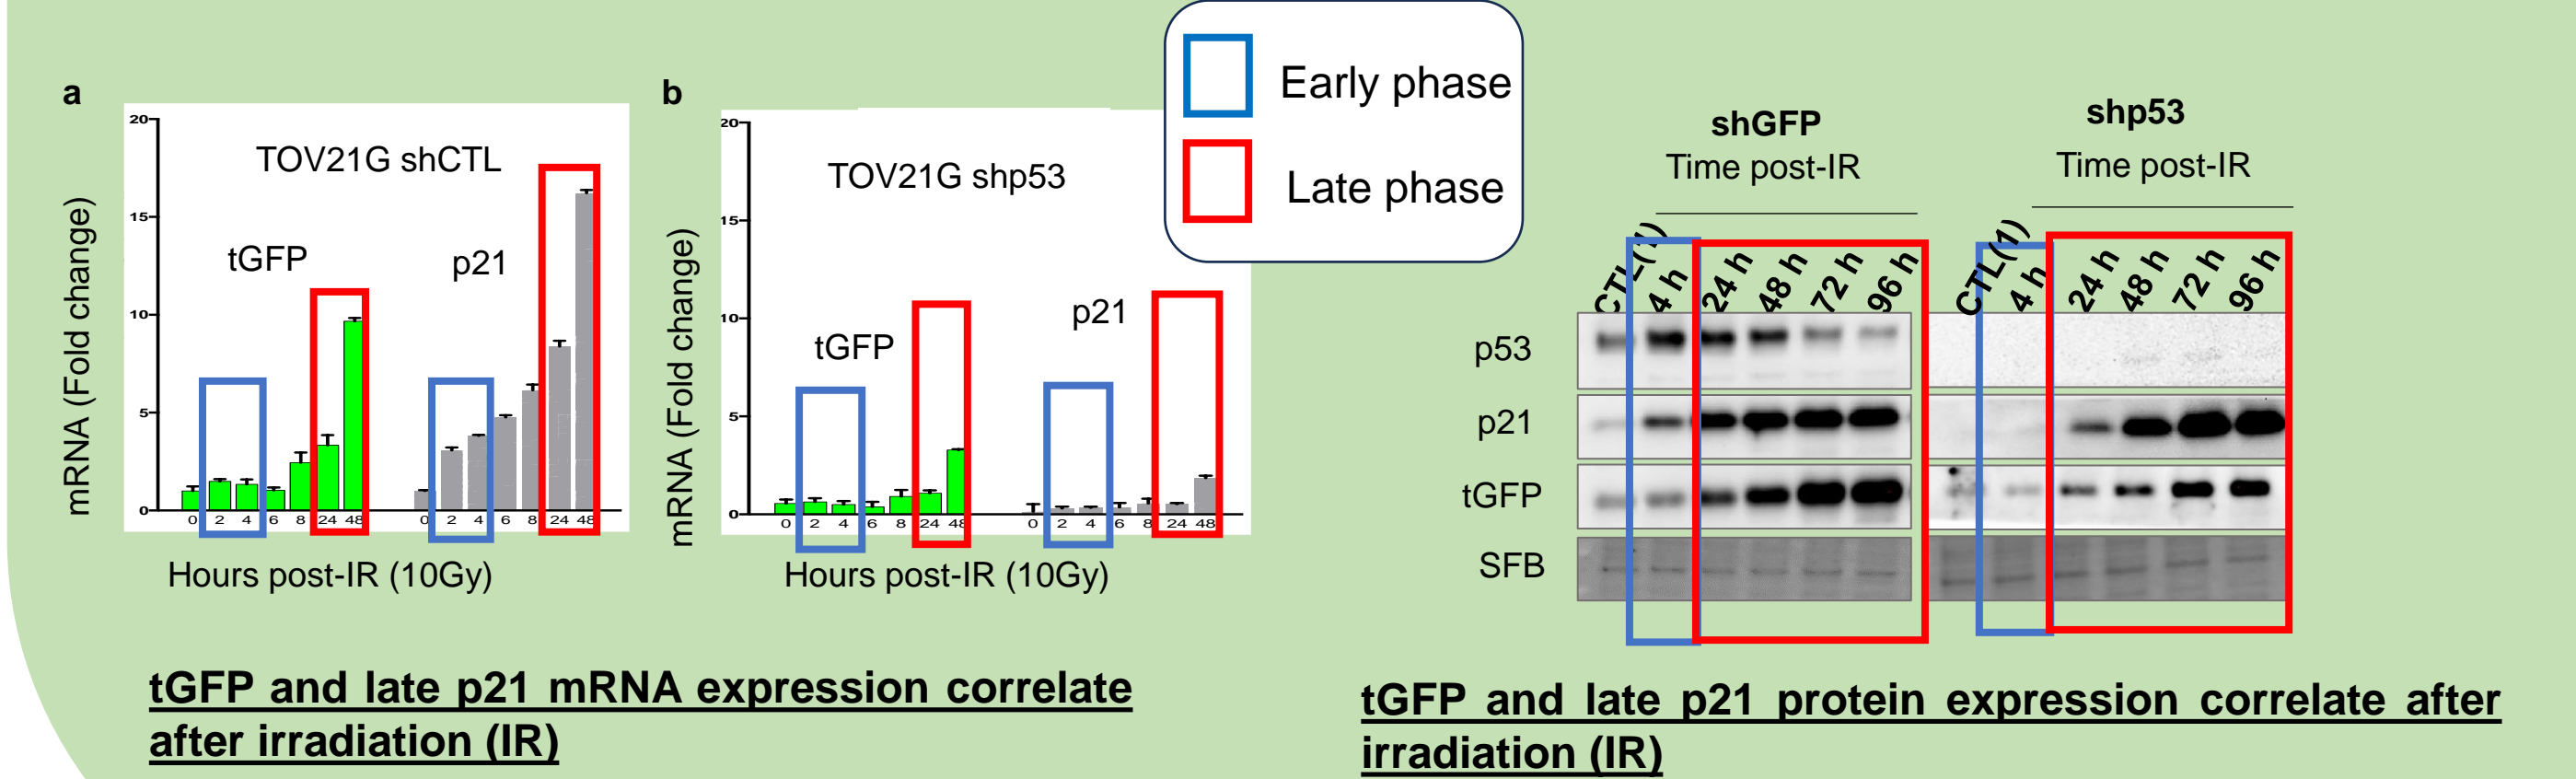 a
20
15
10
5
0
TOV21G shCTL
tGFP
p21
mRNA (Fold change)
0 2 4 6 8 24 48
0 2 4 6 8 24 48
Hours post-IR (10Gy)
b
20
15
10
5
0
TOV21G shp53
tGFP
p21
mRNA (Fold change)
0 2 4 6 8 24 48
0 2 4 6 8 24 48
Hours post-IR (10Gy)
Early phase
Late phase
tGFP and late p21 mRNA expression correlate
after irradiation (IR)
shGFP
Time post-IR
CTL(1) 4 h 24 h 48 h 72 h 96 h
shp53
Time post-IR
CTL(1) 4 h 24 h 48 h 72 h 96 h
p53
p21
tGFP
SFB
tGFP and late p21 protein expression correlate after
irradiation (IR)